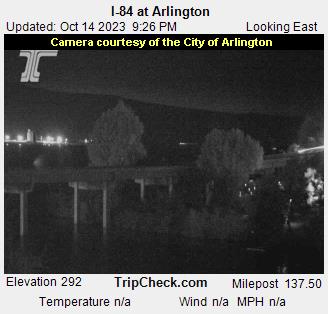 I-84 at Arlington
Updated: Oct 14 2023 9:26 PM Looking East
Camera courtesy of the City of Arlington
Elevation 292 TripCheck.com Milepost 137.50
Temperature n/a Wind n/a MPH n/a